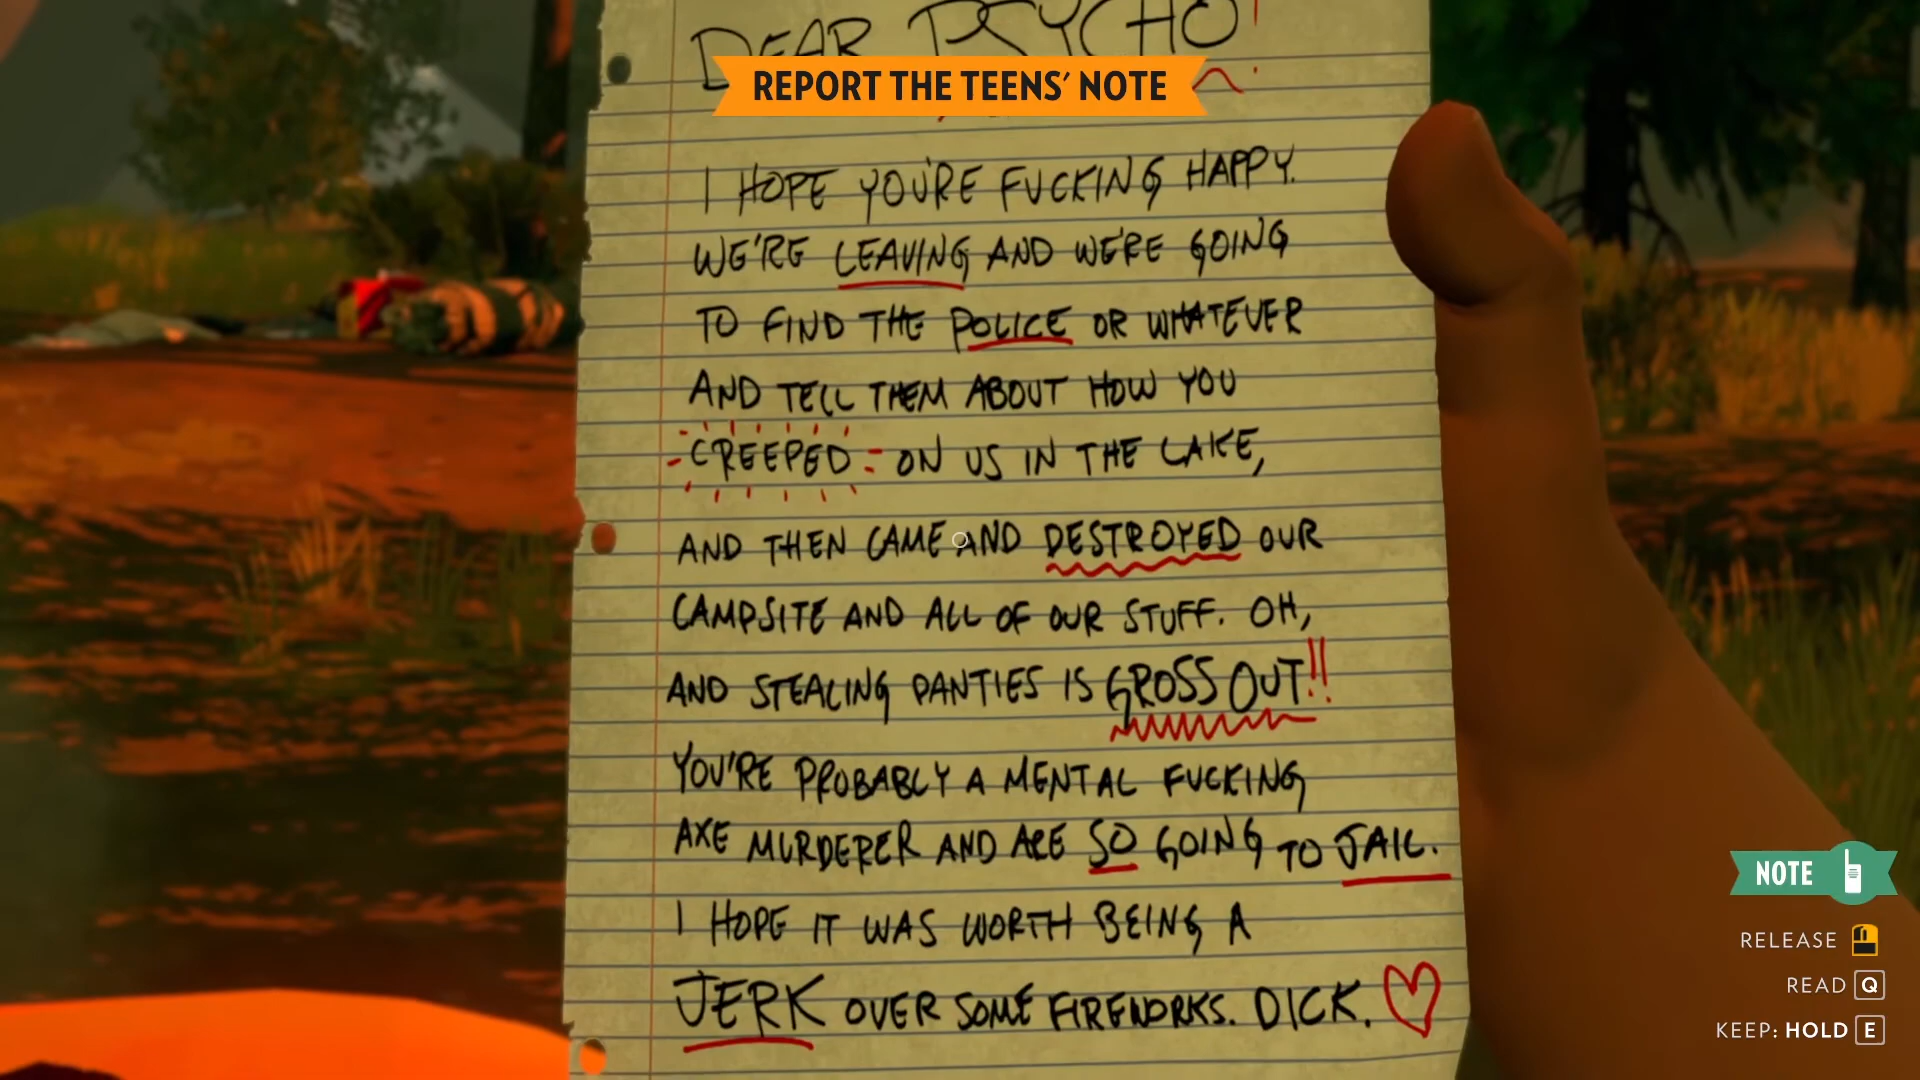 DEAR PSYCHO!
REPORT THE TEENS' NOTE
I HOPE YOU'RE FUCKING HAPPY.
WE'RE LEAVING AND WE'RE GOING
TO FIND THE POLICE OR WHATEVER
AND TELL THEM ABOUT HOW YOU
CREEPED ON US IN THE LAKE,
AND THEN CAME AND DESTROYED OUR
CAMPSITE AND ALL OF OUR STUFF. OH,
AND STEALING PANTIES IS GROSS OUT!!
YOU'RE PROBABLY A MENTAL FUCKING
AXE MURDERER AND ARE SO GOING TO JAIL.
I HOPE IT WAS WORTH BEING A
JERK OVER SOME FIREWORKS. DICK.
NOTE
RELEASE
READ Q
KEEP: HOLD E